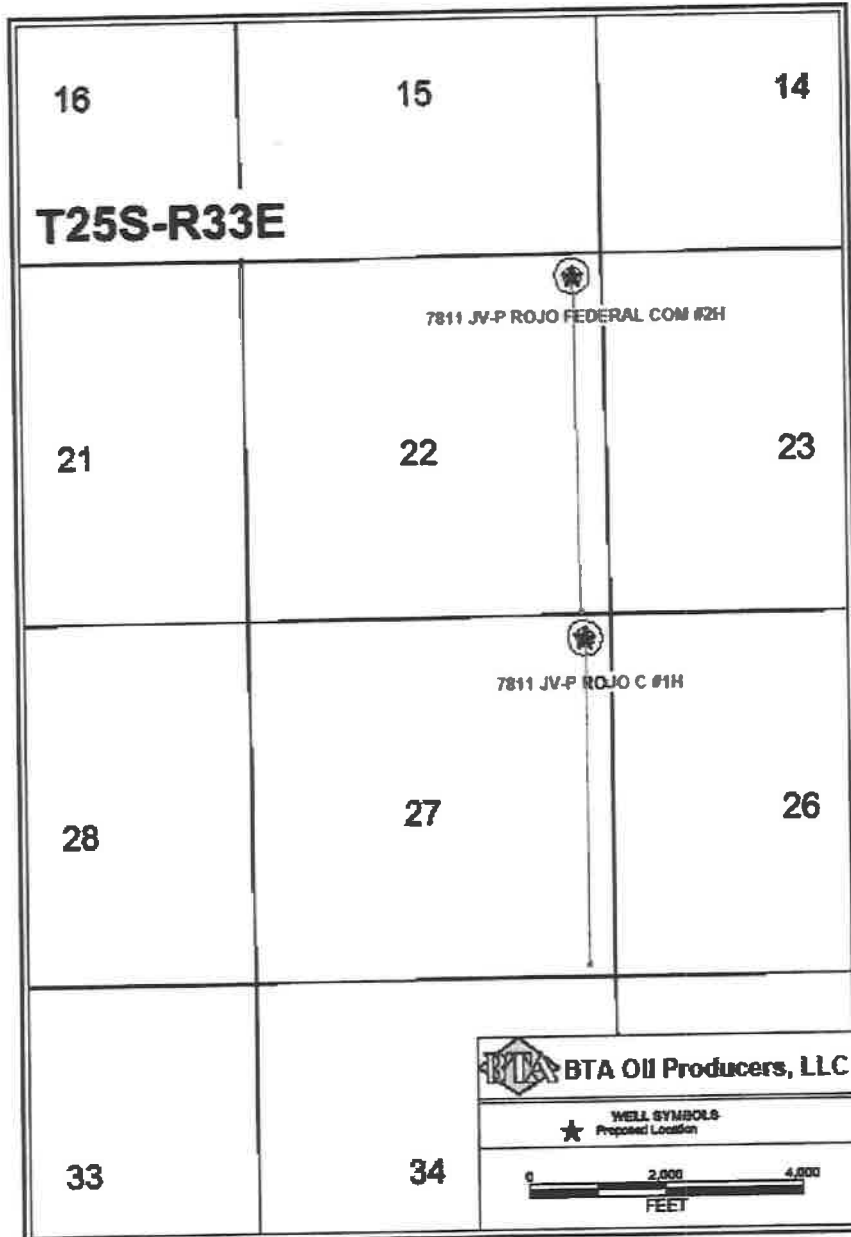 16 15 14
T25S-R33E
7811 JV-P ROJO FEDERAL COM #2H
21 22 23
7811 JV-P ROJO C #1H
28 27 26
33 34
BTA BTA Oil Producers, LLC
WELL SYMBOLS
Proposed Location
0 2,000 4,000
FEET